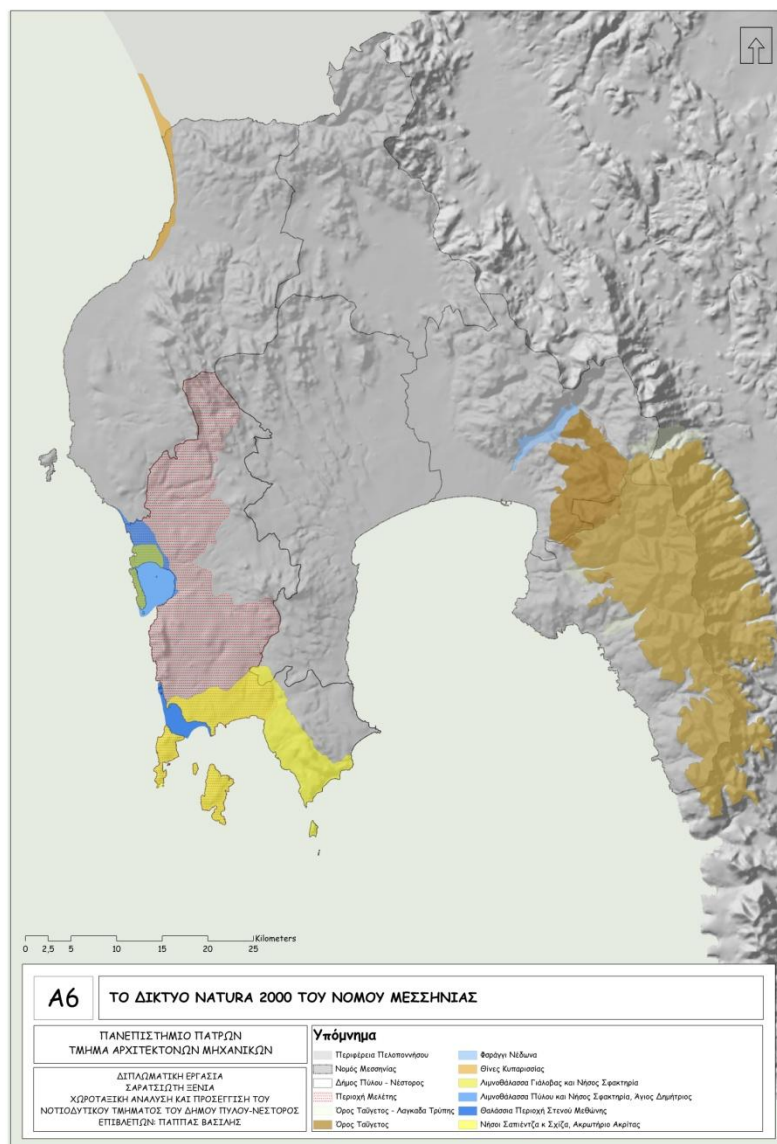 Kilometers
0 2,5 5 10 15 20 25
A6
ΤΟ ΔΙΚΤΥΟ NATURA 2000 ΤΟΥ ΝΟΜΟΥ ΜΕΣΣΗΝΙΑΣ
ΠΑΝΕΠΙΣΤΗΜΙΟ ΠΑΤΡΩΝ
ΤΜΗΜΑ ΑΡΧΙΤΕΚΤΟΝΩΝ ΜΗΧΑΝΙΚΩΝ
ΔΙΠΛΩΜΑΤΙΚΗ ΕΡΓΑΣΙΑ
ΣΑΡΑΤΣΙΩΤΗ ΞΕΝΙΑ
ΧΩΡΟΤΑΞΙΚΗ ΑΝΑΛΥΣΗ ΚΑΙ ΠΡΟΣΕΓΓΙΣΗ ΤΟΥ
ΝΟΤΙΟΔΥΤΙΚΟΥ ΤΜΗΜΑΤΟΣ ΤΟΥ ΔΗΜΟΥ ΠΥΛΟΥ-ΝΕΣΤΟΡΟΣ
ΕΠΙΒΛΕΠΩΝ: ΠΑΠΠΑΣ ΒΑΣΙΛΗΣ
Υπόμνημα
Περιφέρεια Πελοποννήσου
Νομός Μεσσηνίας
Δήμος Πύλου - Νέστορος
Περιοχή Μελέτης
Όρος Ταΰγετος - Λαγκαδα Τρύπης
Όρος Ταΰγετος
Φαράγγι Νέδωνα
Θίνες Κυπαρισσίας
Λιμνοθάλασσα Γιάλοβας και Νήσος Σφακτηρία
Λιμνοθάλασσα Πύλου και Νήσος Σφακτηρία, Άγιος Δημήτριος
Θαλάσσια Περιοχή Στενού Μεθώνης
Νήσοι Σαπιέντζα κ Σχίζα, Ακρωτήριο Ακρίτας